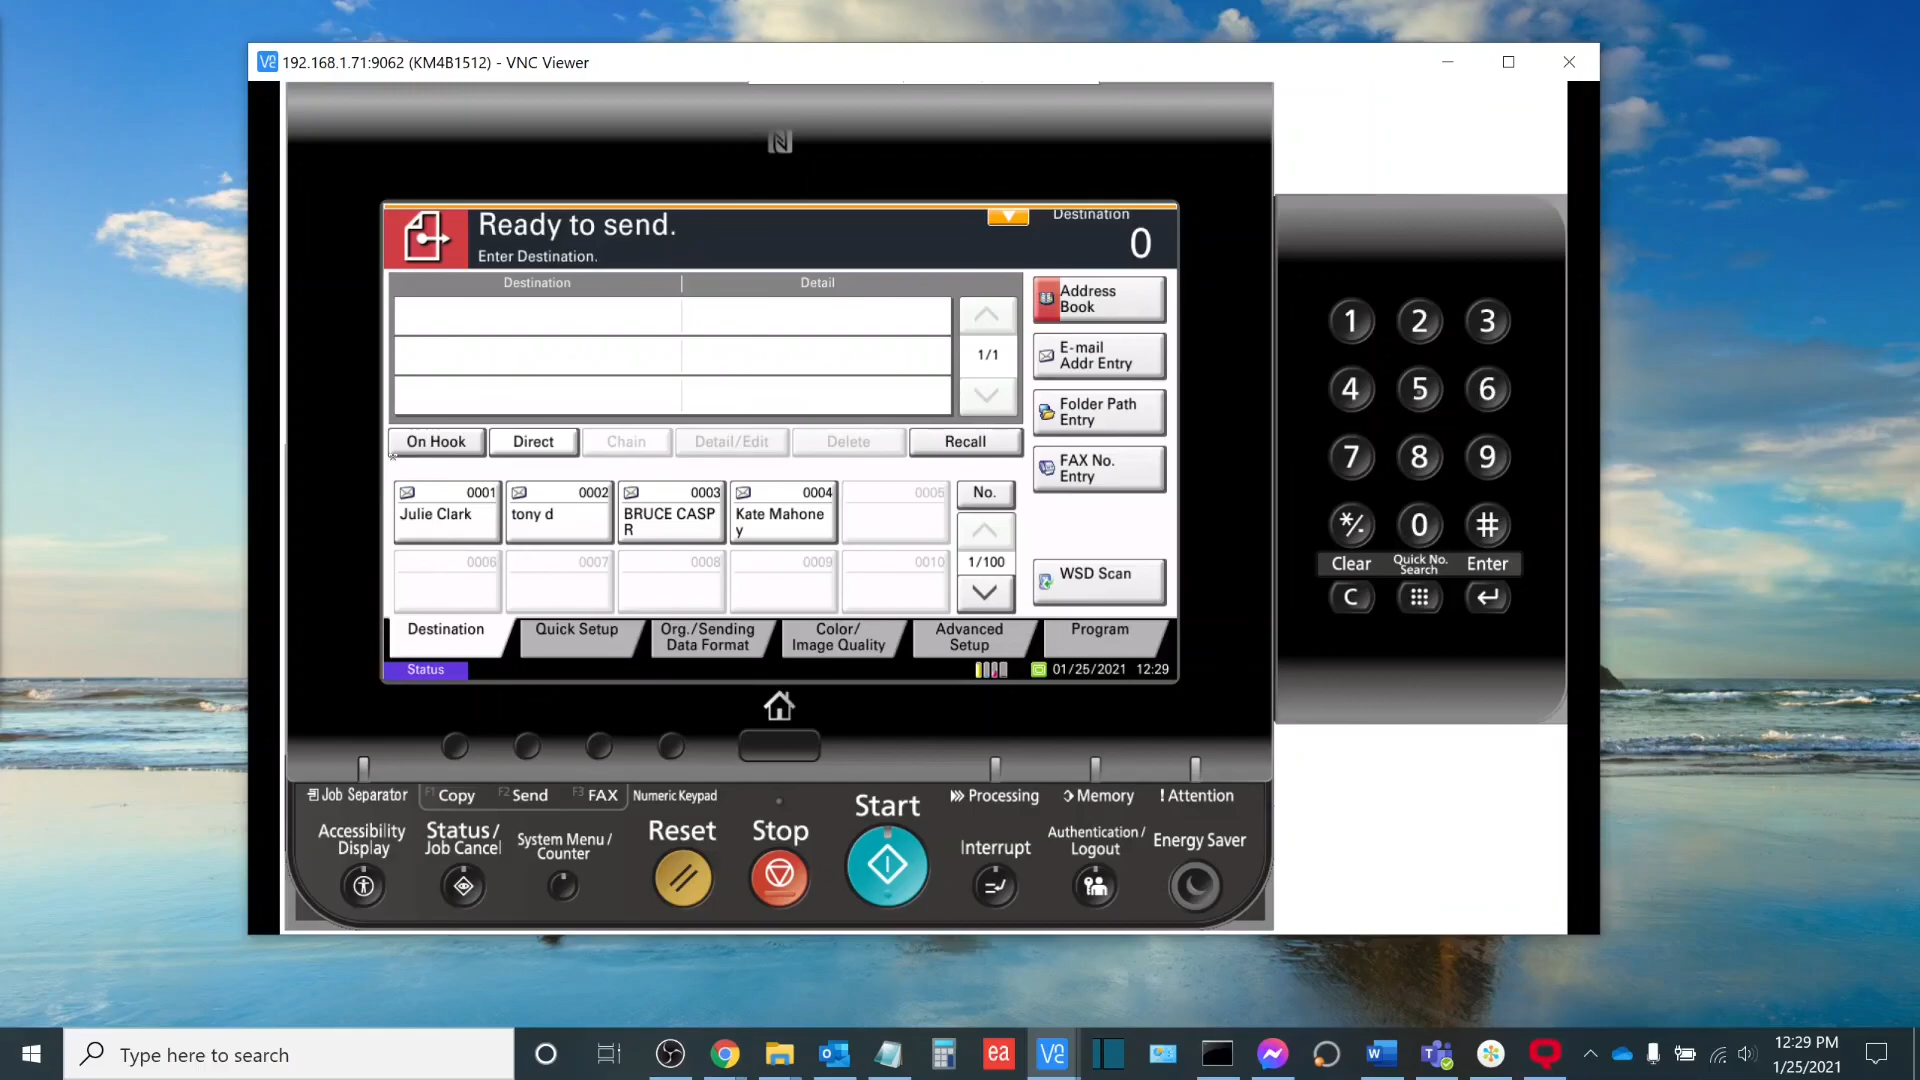 192.168.1.71:9062 (KM4B1512) - VNC Viewer
Ready to send.
Enter Destination.
Destination
0
Destination
Detail
1/1
Address
Book
E-mail
Addr Entry
Folder Path
Entry
FAX No.
Entry
WSD Scan
On Hook
Direct
Chain
Detail/Edit
Delete
Recall
0001
Julie Clark
0002
tony d
0003
BRUCE CASP
R
0004
Kate Mahone
y
0005
No.
0006
0007
0008
0009
0010
1/100
Destination
Quick Setup
Org./Sending
Data Format
Color/
Image Quality
Advanced
Setup
Program
Status
01/25/2021 12:29
1
2
3
4
5
6
7
8
9
*/.
0
#
Clear
Quick No.
Search
Enter
C
Job Separator
F1 Copy
F2 Send
F3 FAX
Numeric Keypad
Processing
Memory
! Attention
Accessibility
Display
Status/
Job Cancel
System Menu /
Counter
Reset
Stop
Start
Interrupt
Authentication /
Logout
Energy Saver
Type here to search
ea
12:29 PM
1/25/2021